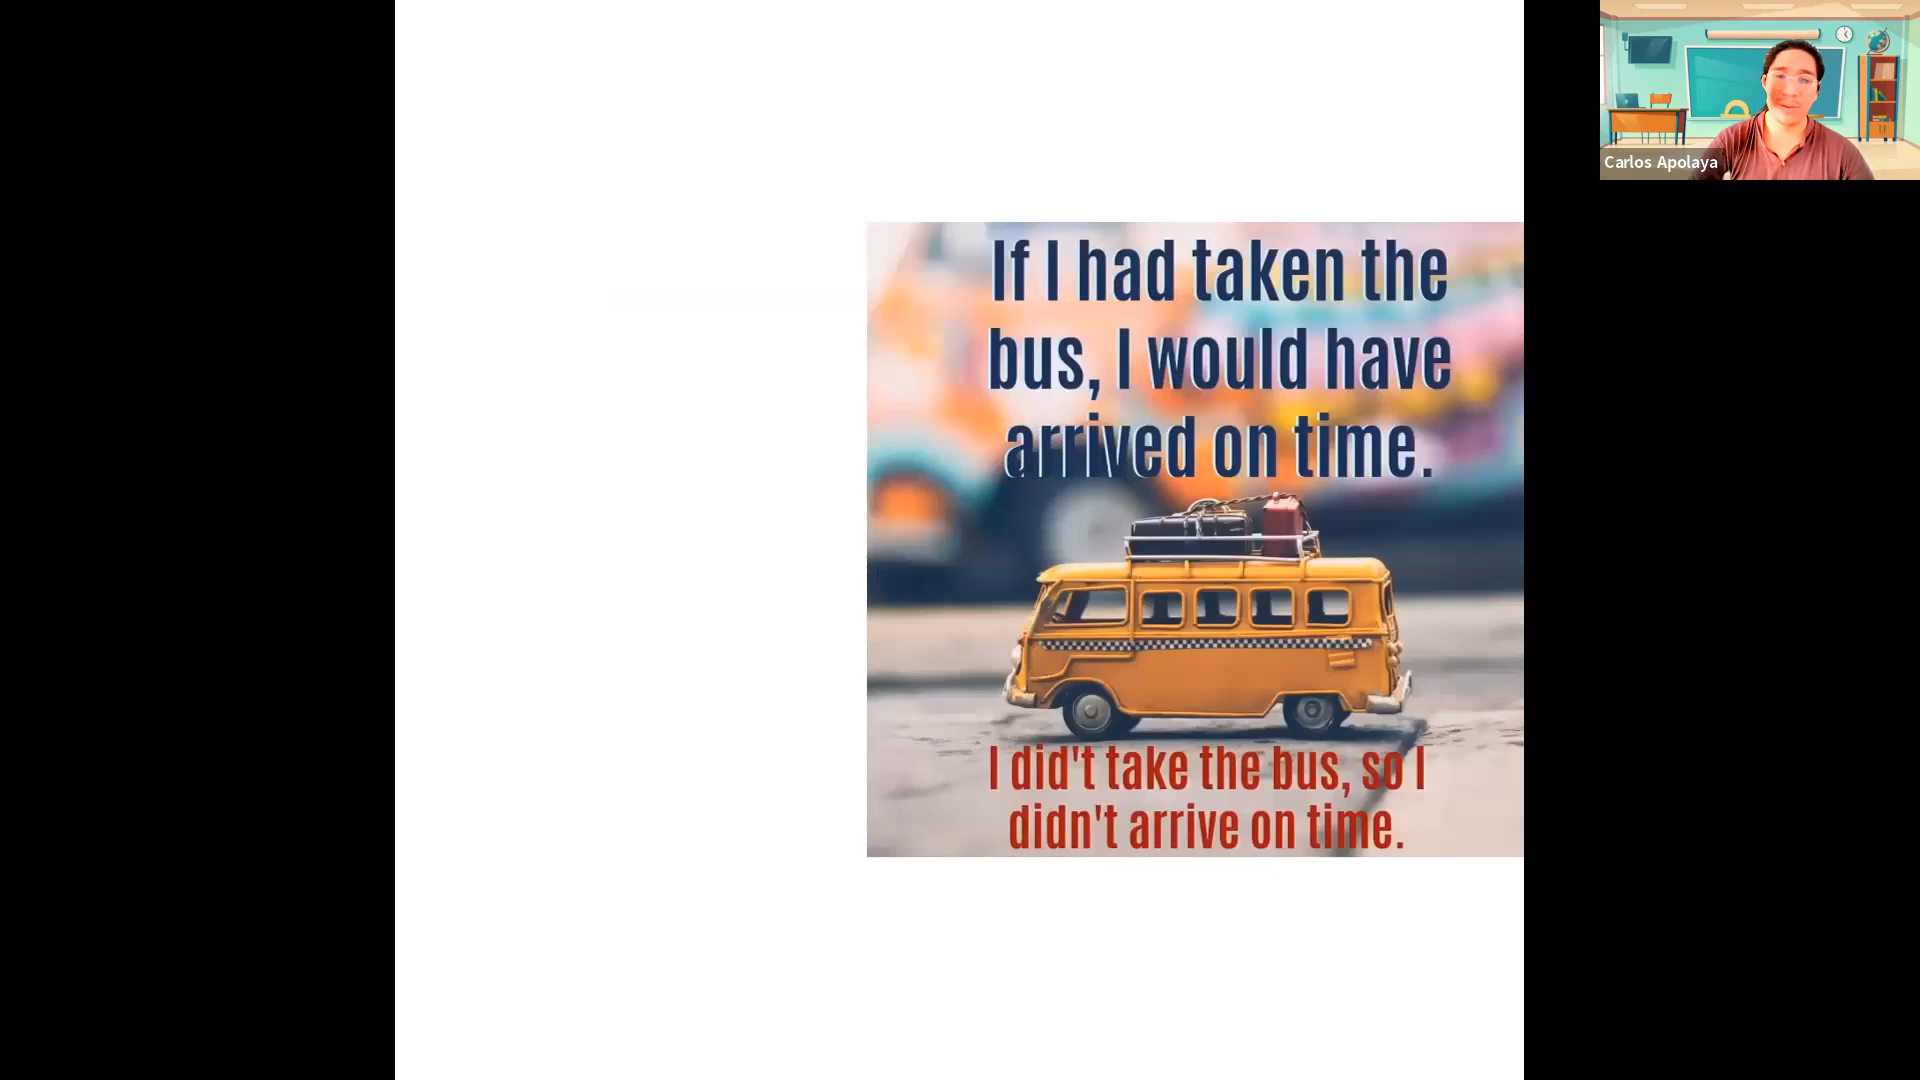 Carlos Apolaya
If I had taken the
bus, I would have
arrived on time.
I did't take the bus, so I
didn't arrive on time.